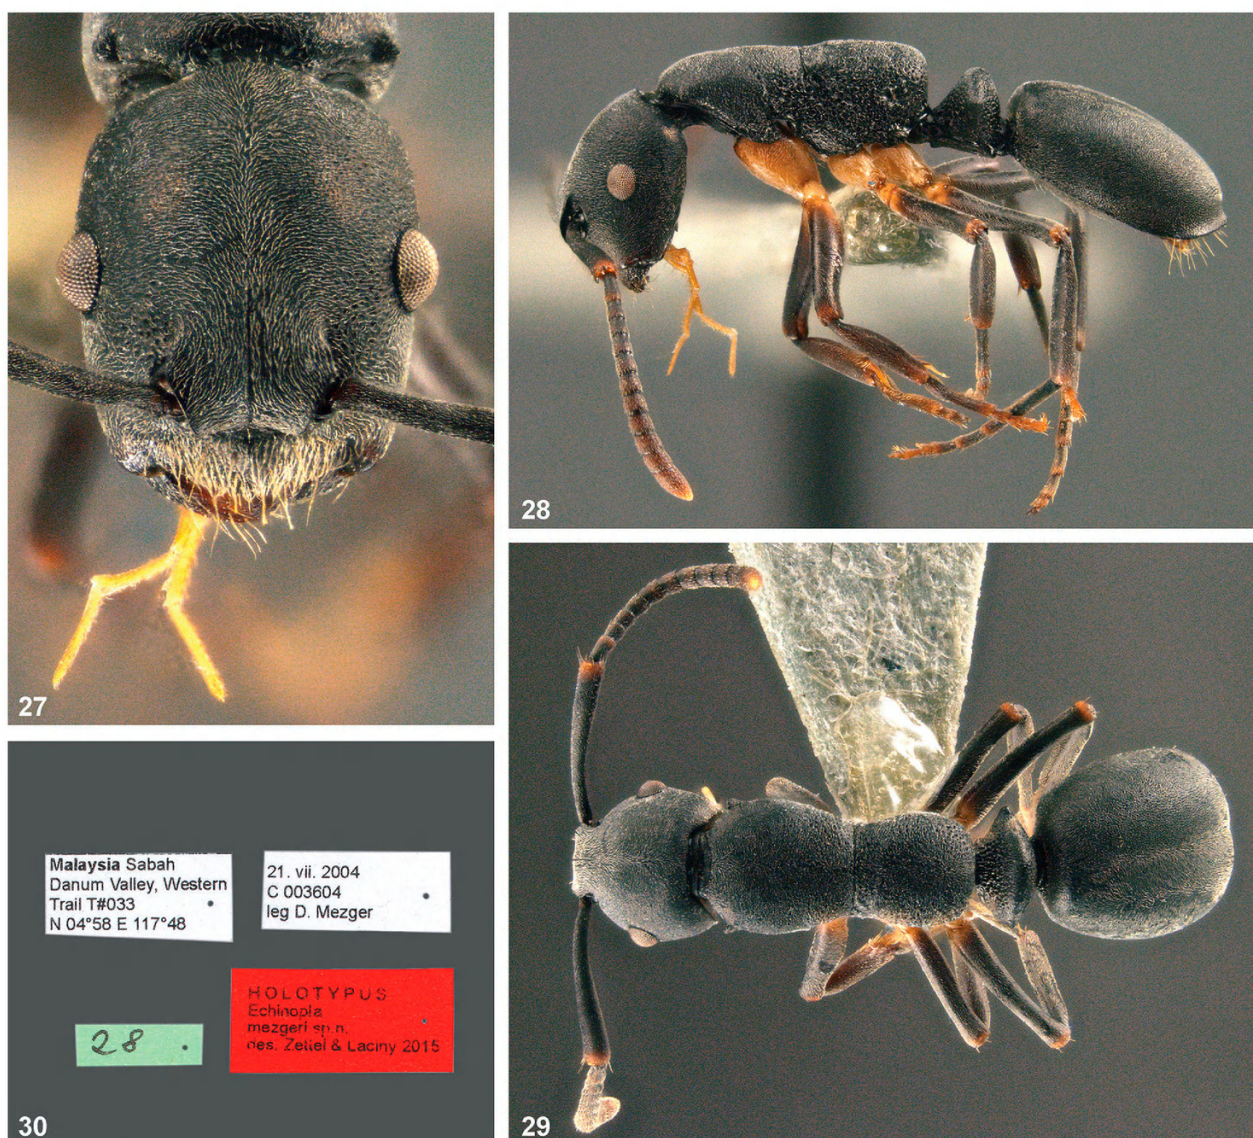 27
28
Malaysia Sabah
Danum Valley, Western
Trail T#033
N 04°58 E 117°48
21. vii. 2004
C 003604
leg D. Mezger
HOLOTYPUS
Echinopla
mezgeri sp.n.
des. Zettel & Laciny 2015
28
30
29